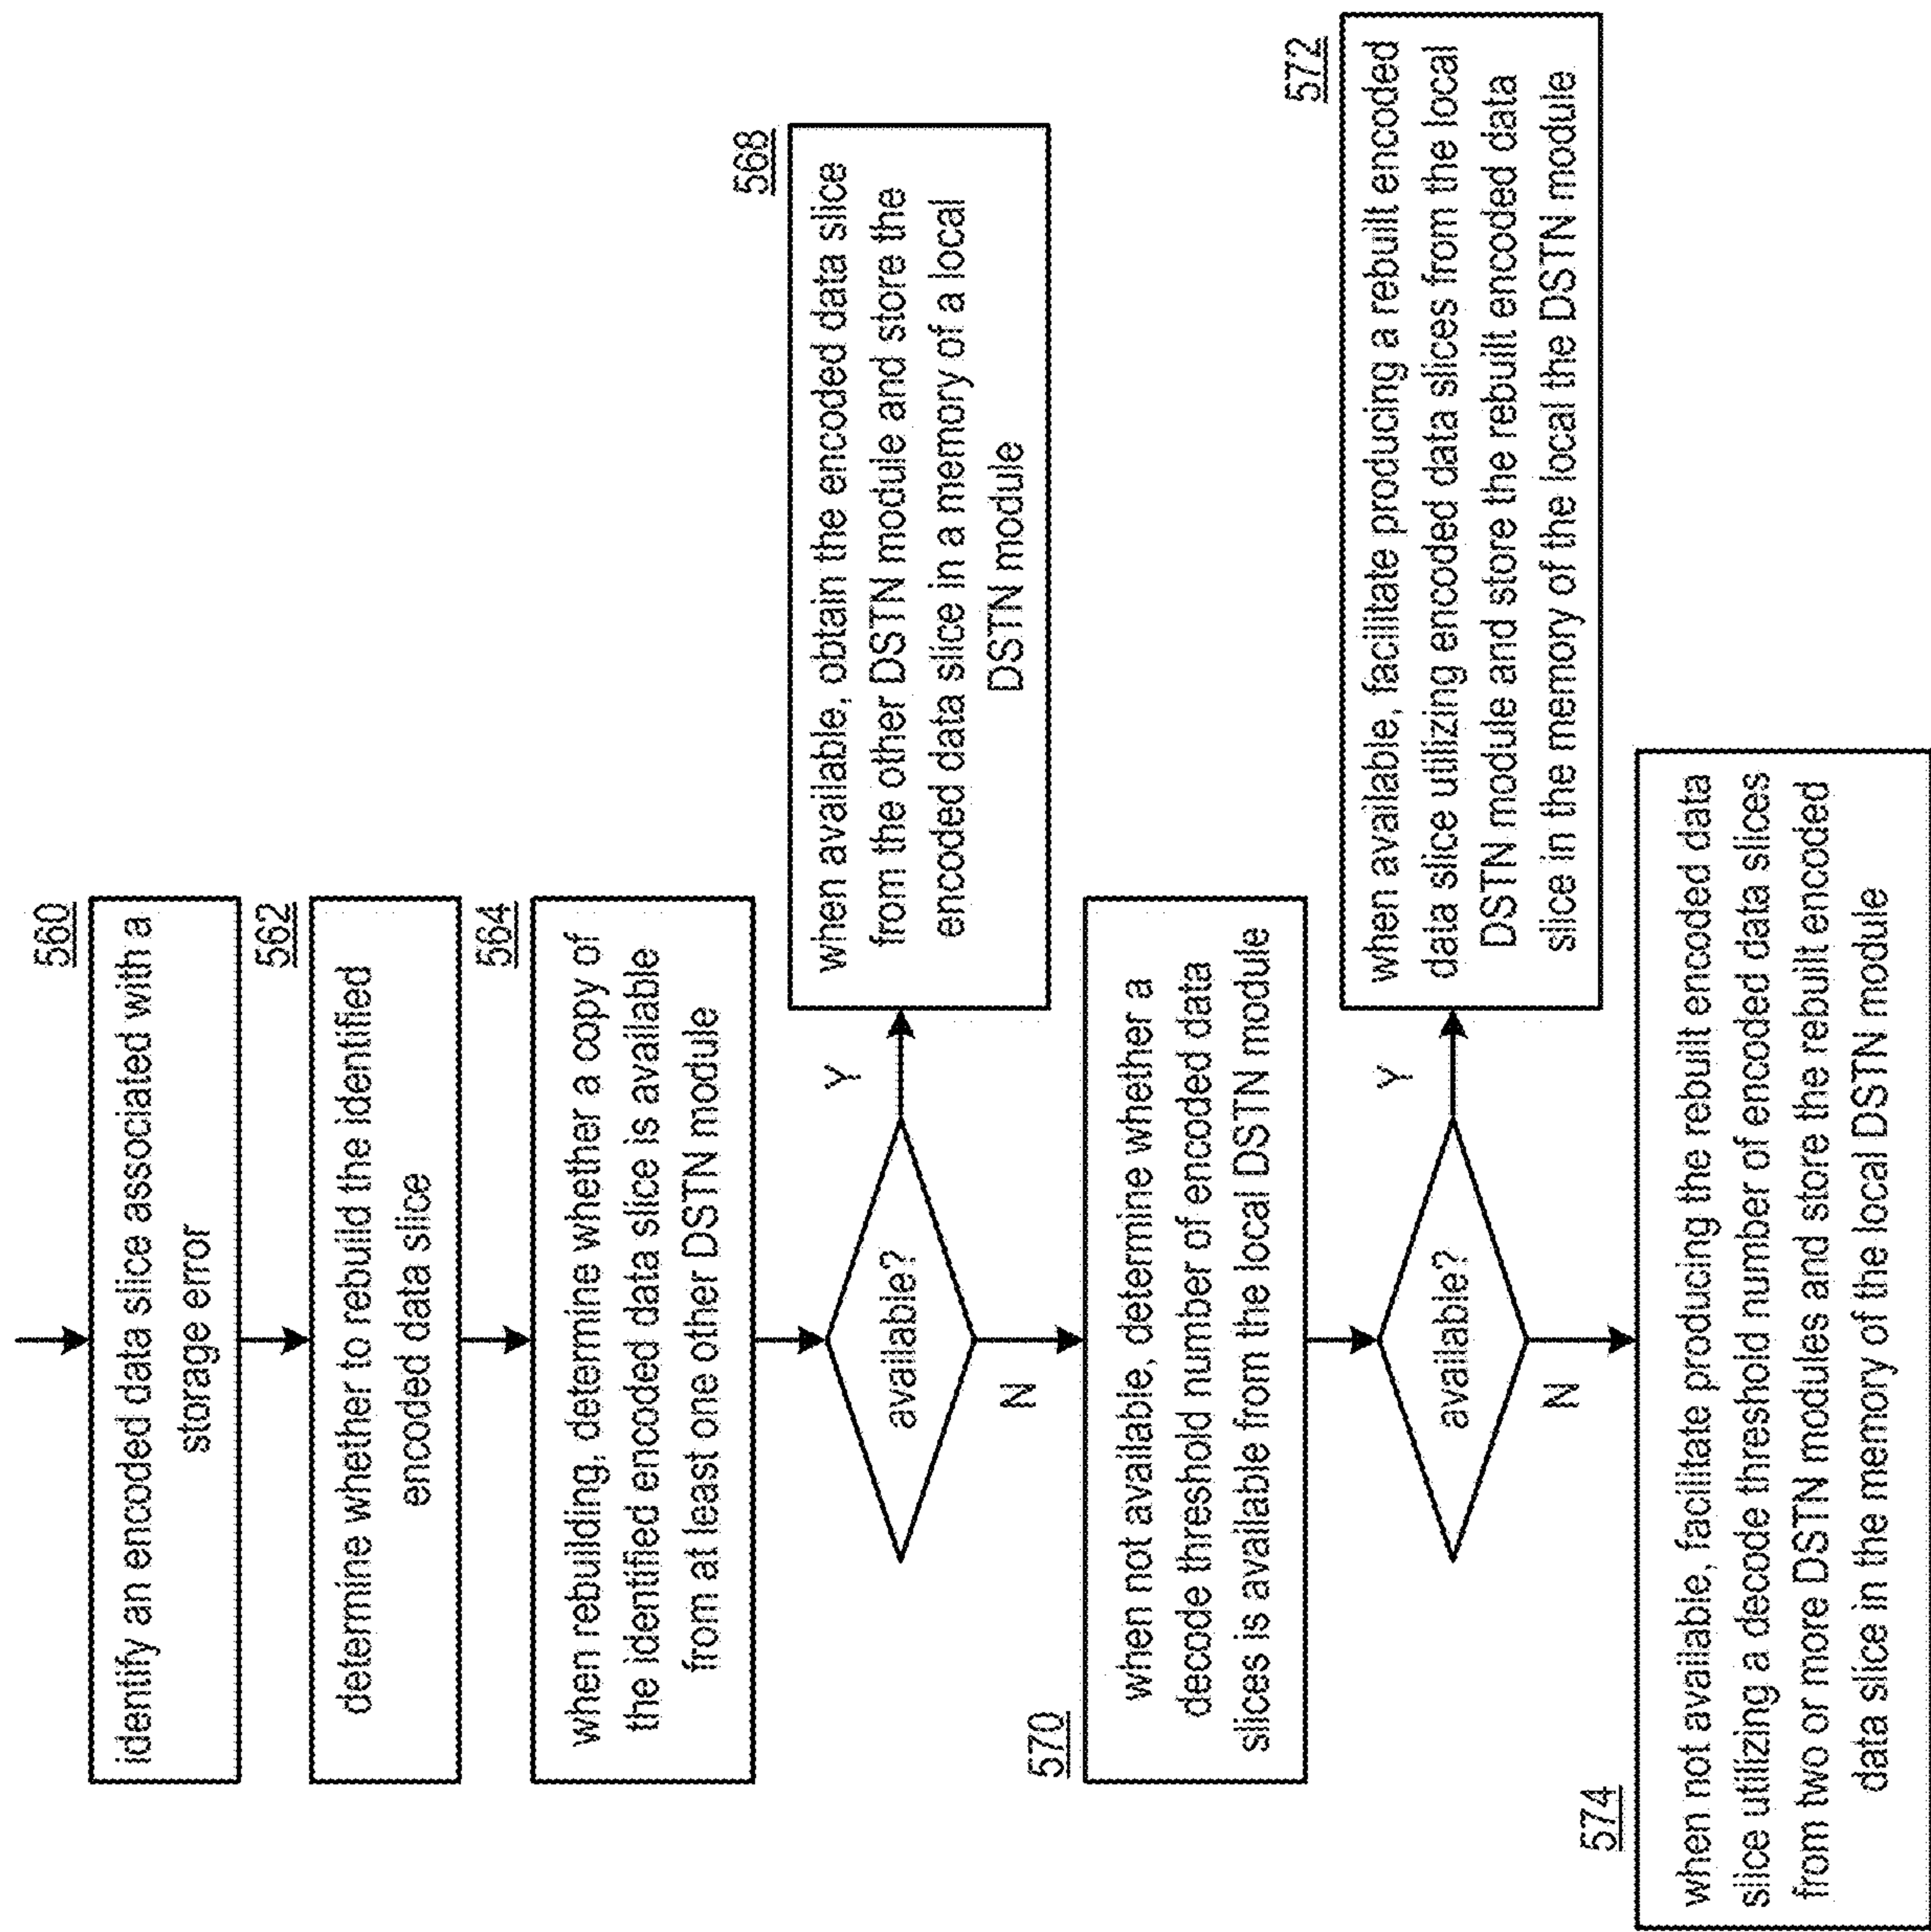 560
identify an encoded data slice associated with a
storage error
562
determine whether to rebuild the identified
encoded data slice
564
when rebuilding, determine whether a copy of
the identified encoded data slice is available
from at least one other DSTN module
available?
Y
N
568
when available, obtain the encoded data slice
from the other DSTN module and store the
encoded data slice in a memory of a local
DSTN module
570
when not available, determine whether a
decode threshold number of encoded data
slices is available from the local DSTN module
available?
Y
N
572
when available, facilitate producing a rebuilt encoded
data slice utilizing encoded data slices from the local
DSTN module and store the rebuilt encoded data
slice in the memory of the local the DSTN module
574
when not available, facilitate producing the rebuilt encoded data
slice utilizing a decode threshold number of encoded data slices
from two or more DSTN modules and store the rebuilt encoded
data slice in the memory of the local DSTN module